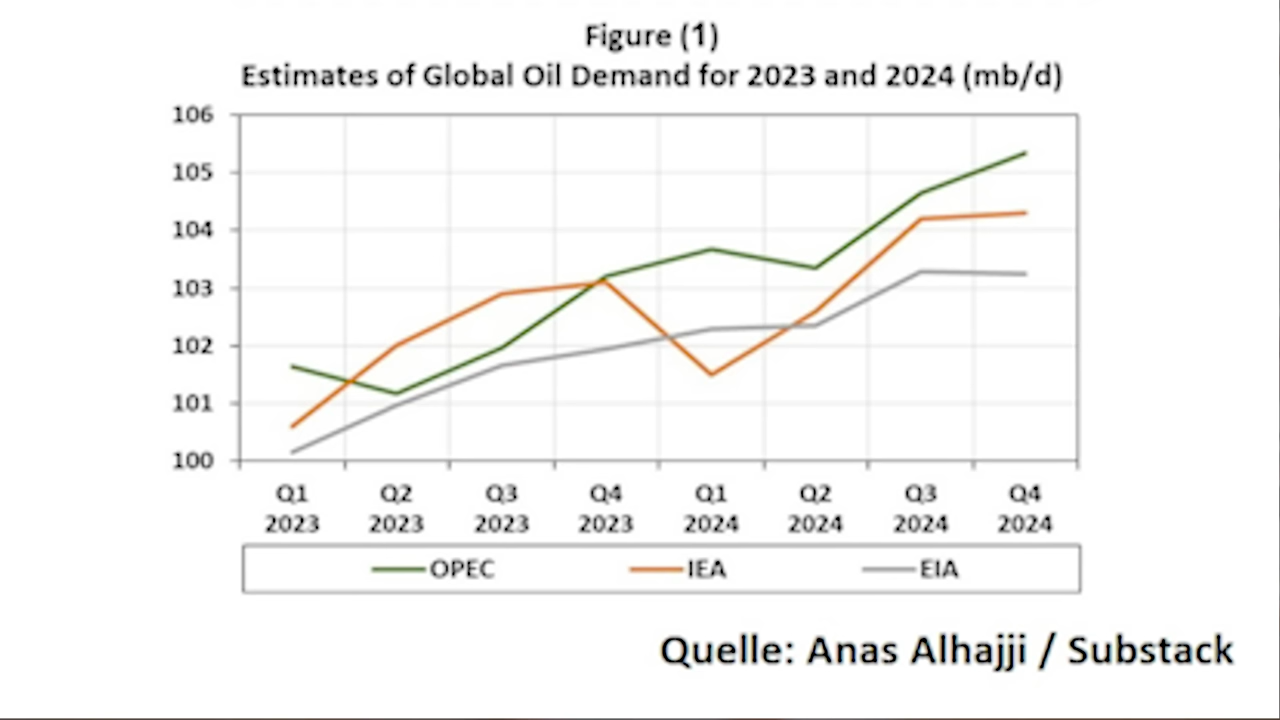 Figure (1)
Estimates of Global Oil Demand for 2023 and 2024 (mb/d)
106
105
104
103
102
101
100
Q1 Q2 Q3 Q4 Q1 Q2 Q3 Q4
2023 2023 2023 2023 2024 2024 2024 2024
OPEC IEA EIA
Quelle: Anas Alhajji / Substack